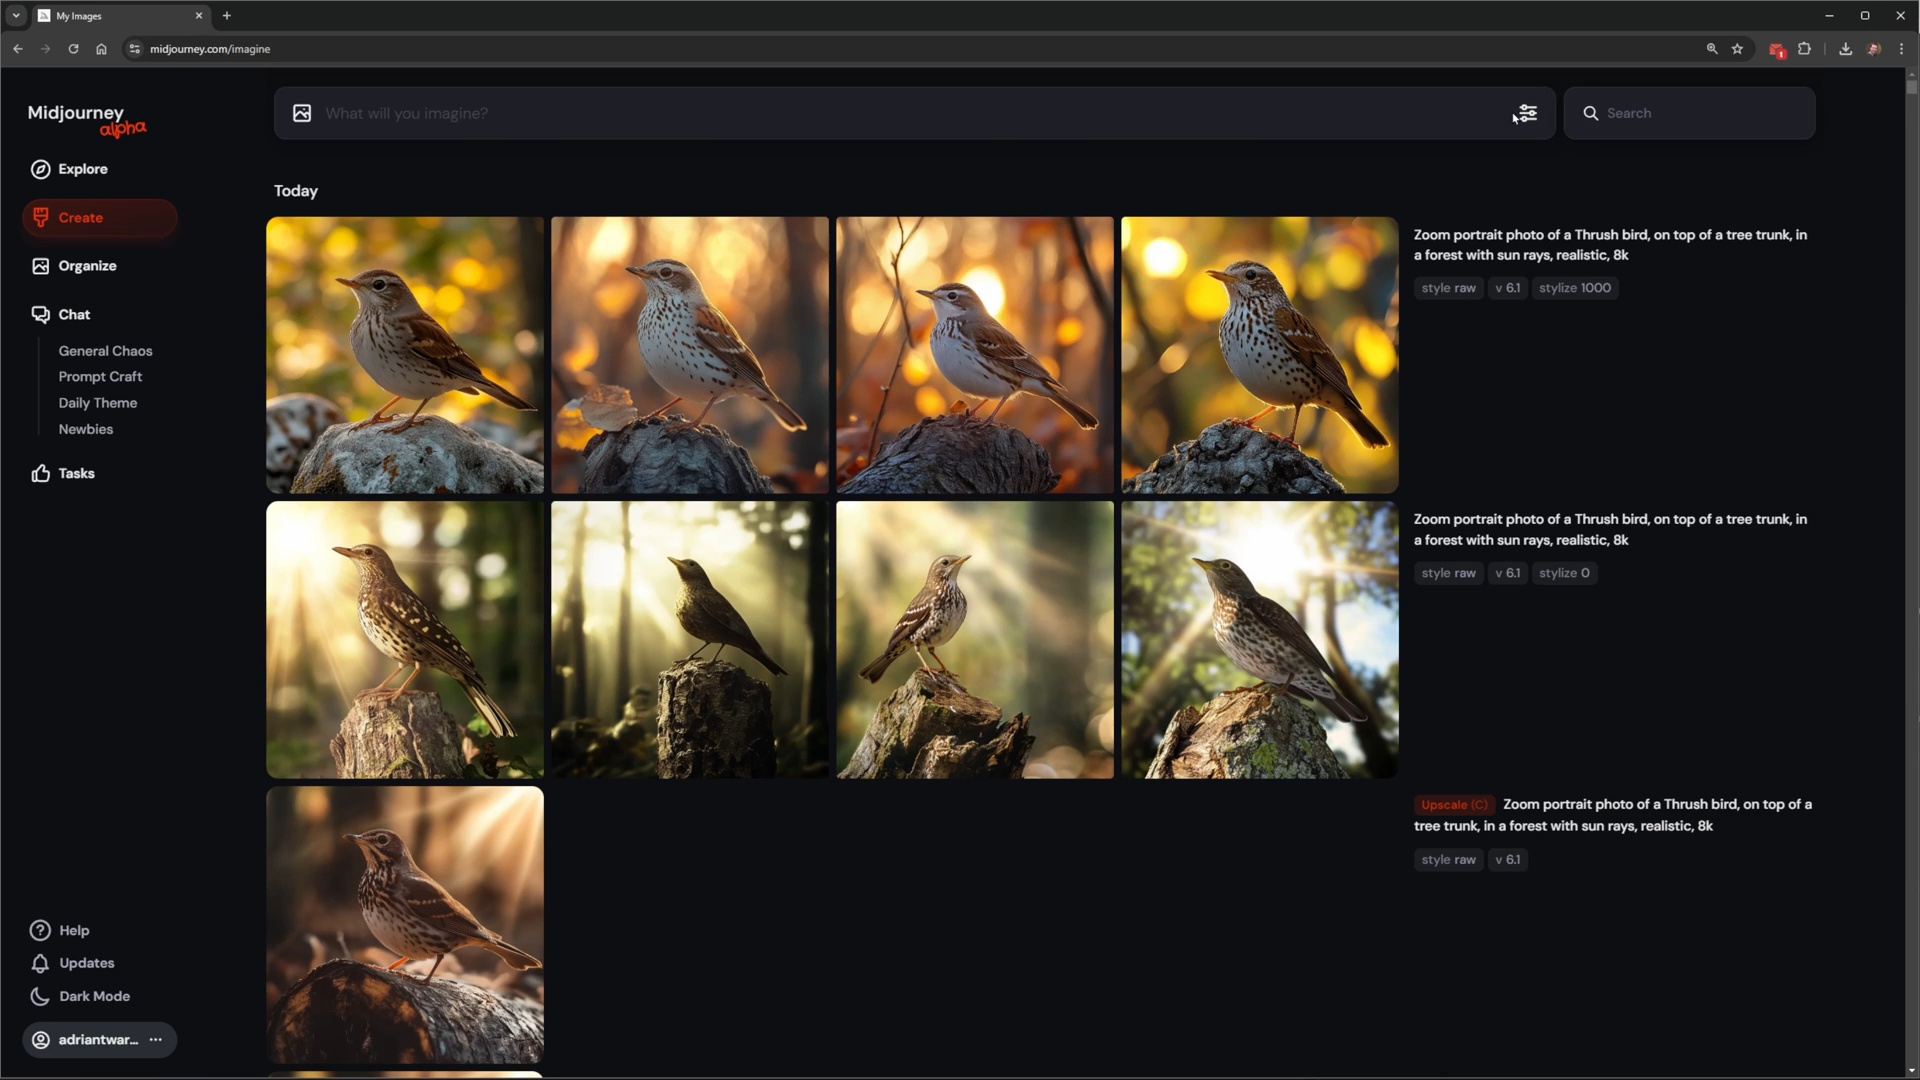 My Images
midjourney.com/imagine
1
Midjourney
alpha
What will you imagine?
Search
Explore
Create
Organize
Chat
General Chaos
Prompt Craft
Daily Theme
Newbies
Tasks
Today
Zoom portrait photo of a Thrush bird, on top of a tree trunk, in
a forest with sun rays, realistic, 8k
style raw v 6.1 stylize 1000
Zoom portrait photo of a Thrush bird, on top of a tree trunk, in
a forest with sun rays, realistic, 8k
style raw v 6.1 stylize 0
Upscale (C) Zoom portrait photo of a Thrush bird, on top of a
tree trunk, in a forest with sun rays, realistic, 8k
style raw v 6.1
Help
Updates
Dark Mode
adriantwar...